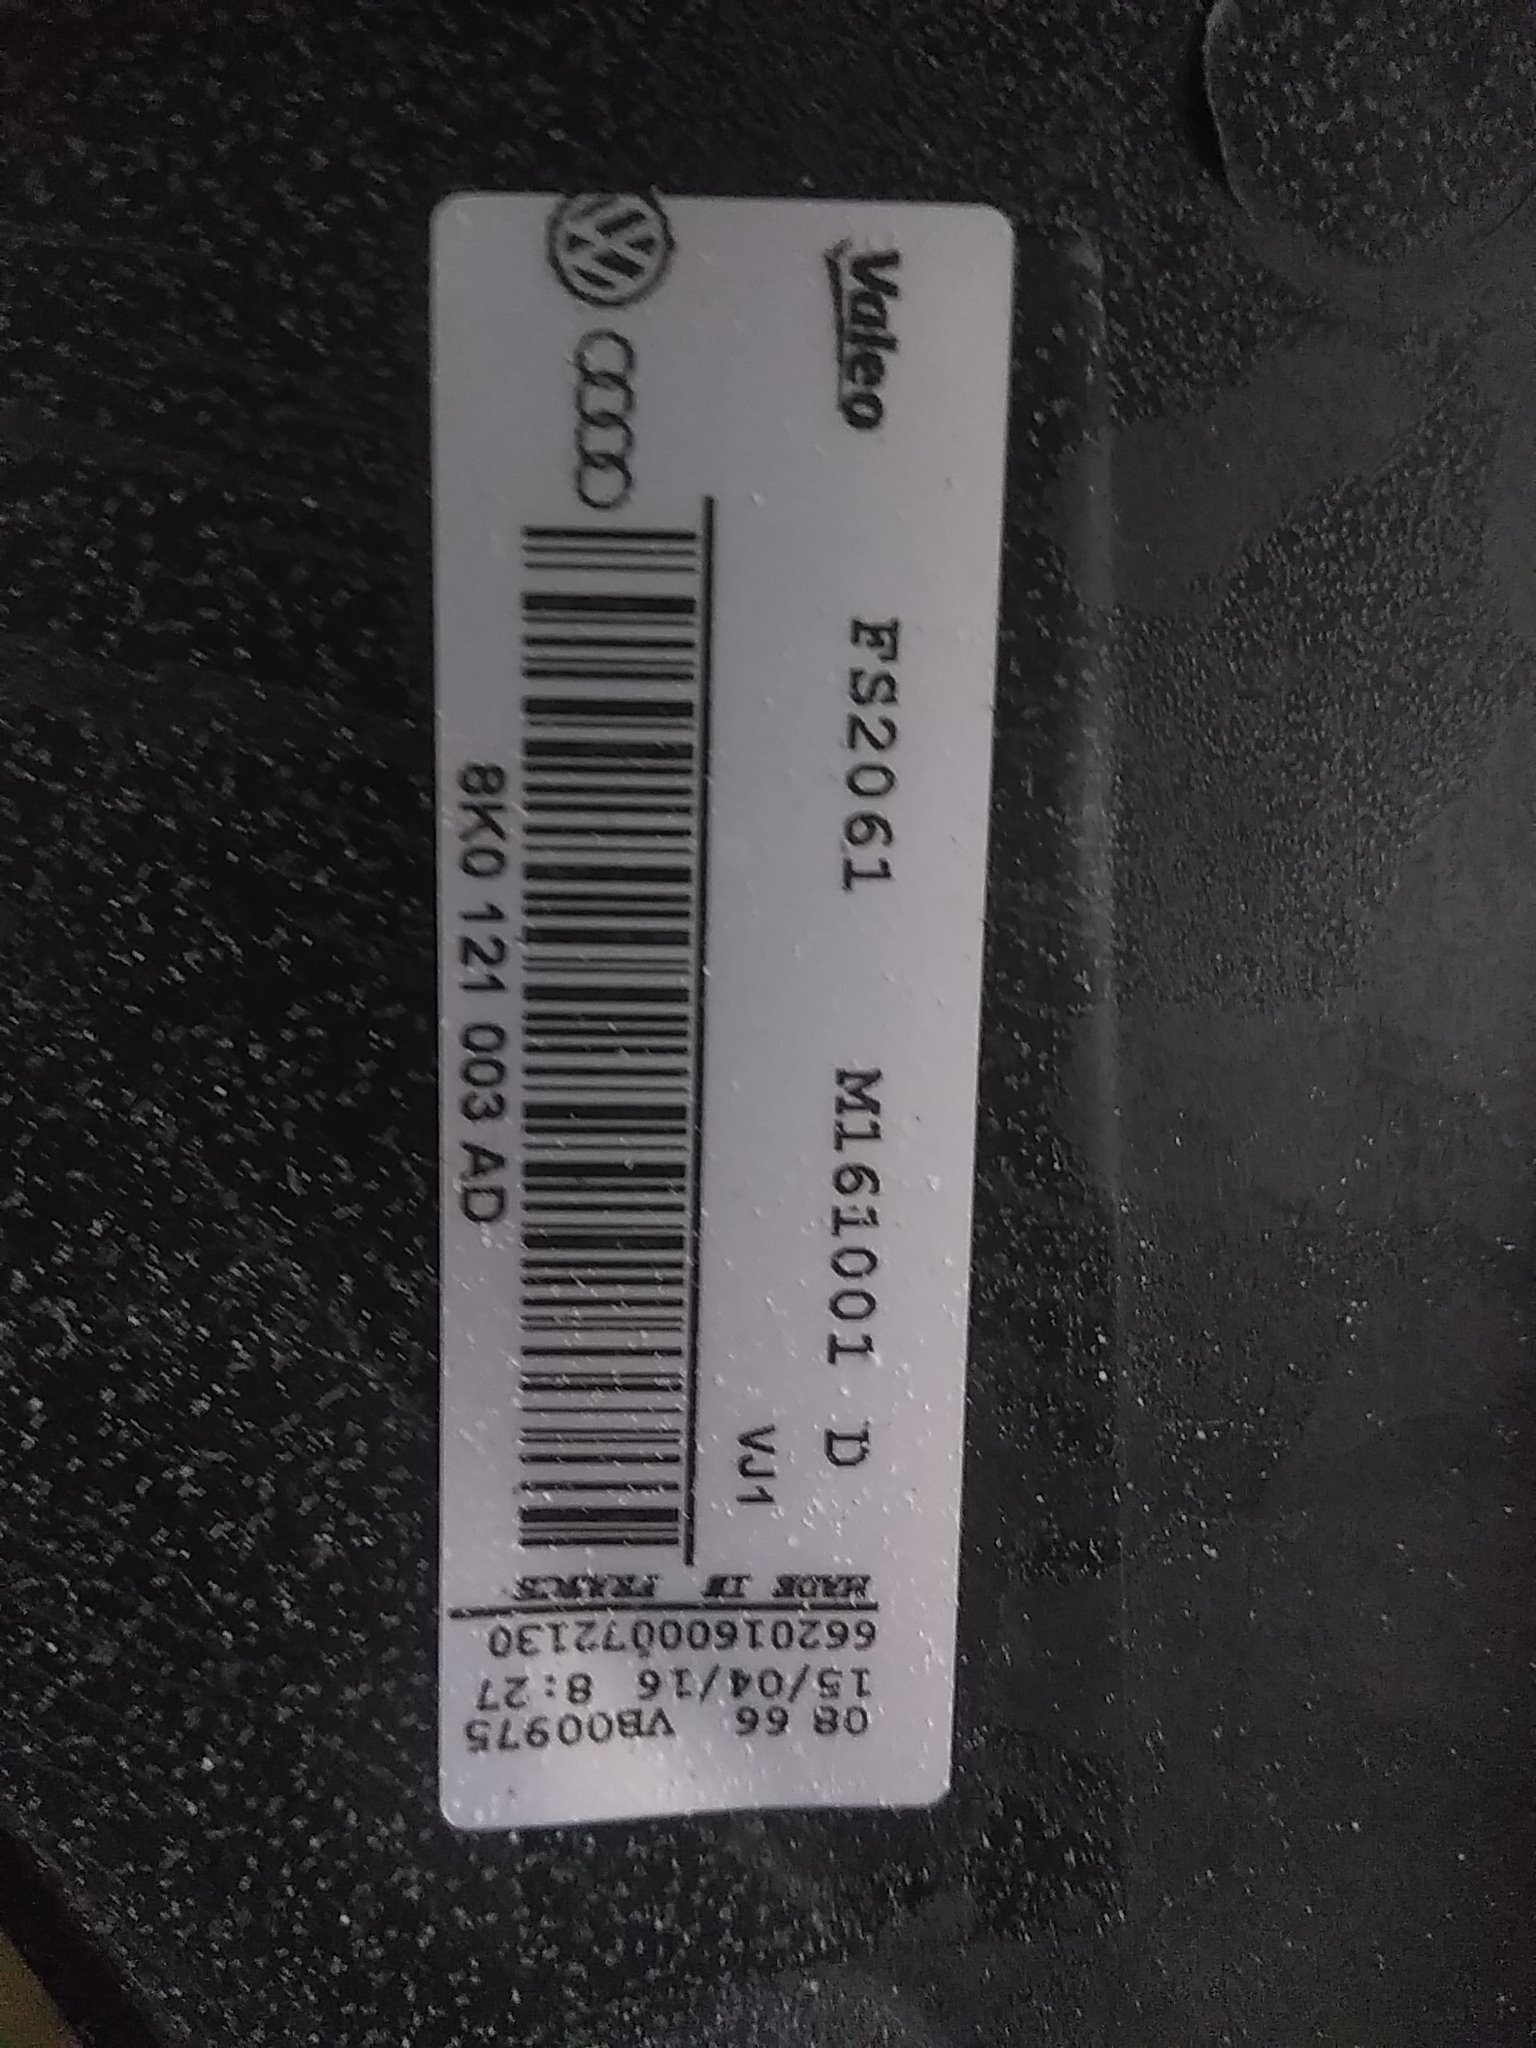 Valeo FS2061 M161001 D
VJ1
8K0 121 003 AD
MADE IN FRANCE
66201600072130
15/04/16 8:27
08 66 VB00975